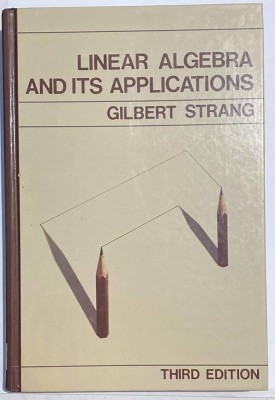 LINEAR ALGEBRA
AND ITS APPLICATIONS
GILBERT STRANG
THIRD EDITION